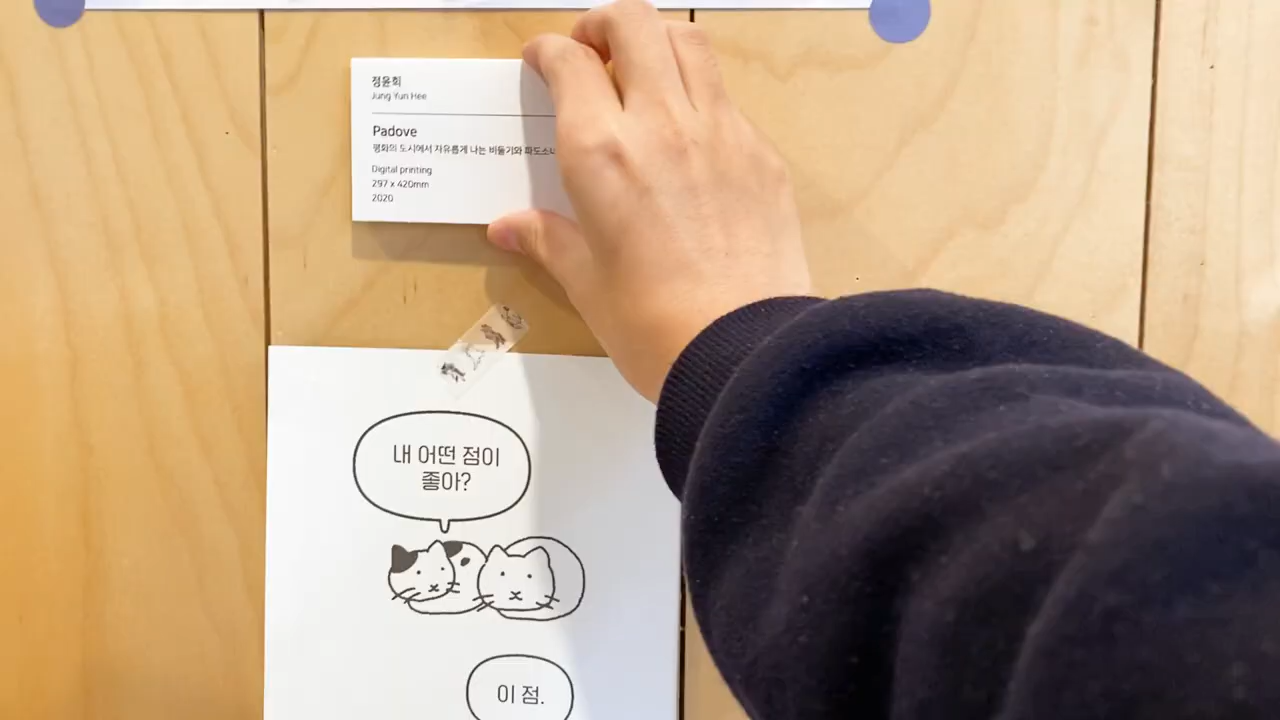 정윤희
Jung Yun Hee
Padove
평화의 도시에서 자유롭게 나는 비둘기와 파도소
Digital printing
297 x 420mm
2020
내 어떤 점이
좋아?
이 점.